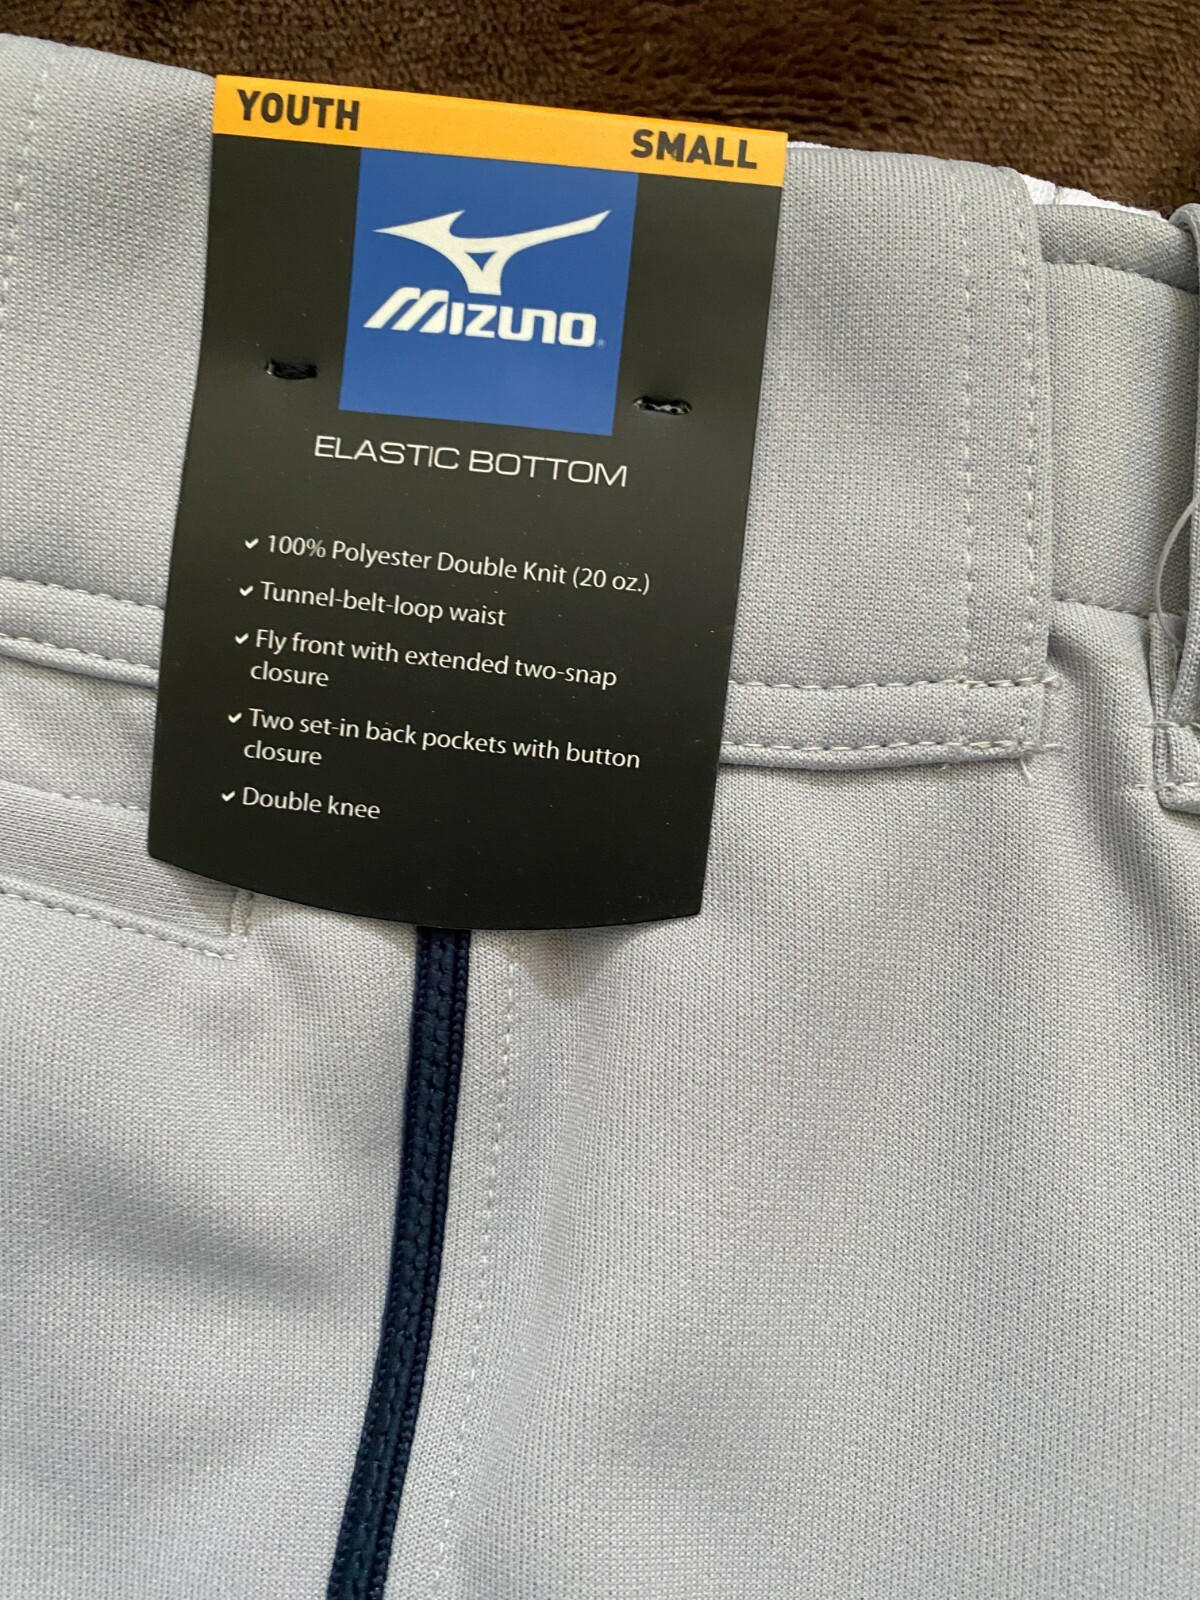 YOUTH SMALL
MIZUNO®
ELASTIC BOTTOM
✓ 100% Polyester Double Knit (20 oz.)
✓ Tunnel-belt-loop waist
✓ Fly front with extended two-snap
closure
✓ Two set-in back pockets with button
closure
✓ Double knee